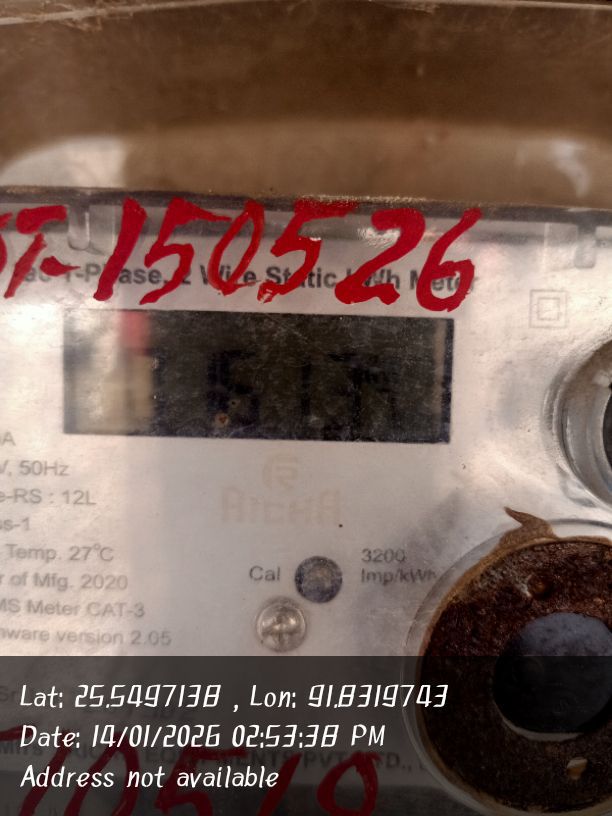 -150526
1-Phase, 2 Wire Static kWh Meter
V, 50Hz
e-RS : 12L
ss-1
Temp. 27°C
r of Mfg. 2020
MS Meter CAT-3
mware version 2.05
AICHA
Cal
3200
Imp/kWh
Lat: 25.5497138 , Lon: 91.8319743
Date: 14/01/2026 02:53:38 PM
Address not available